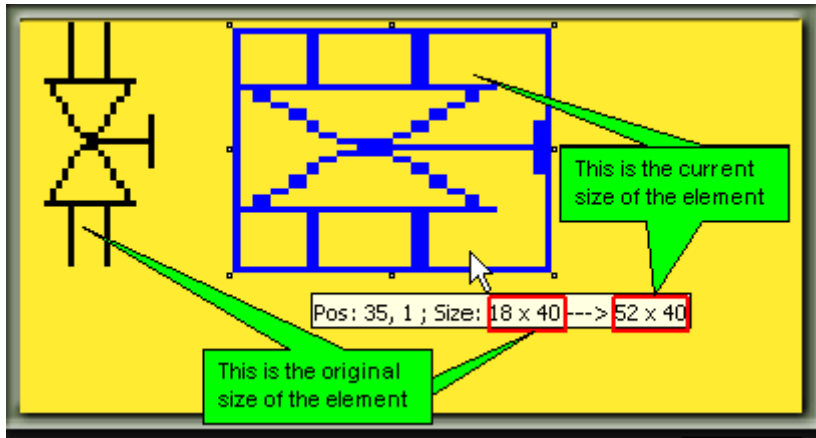 This is the current
size of the element
Pos: 35, 1 ; Size: 18 x 40 ---> 52 x 40
This is the original
size of the element